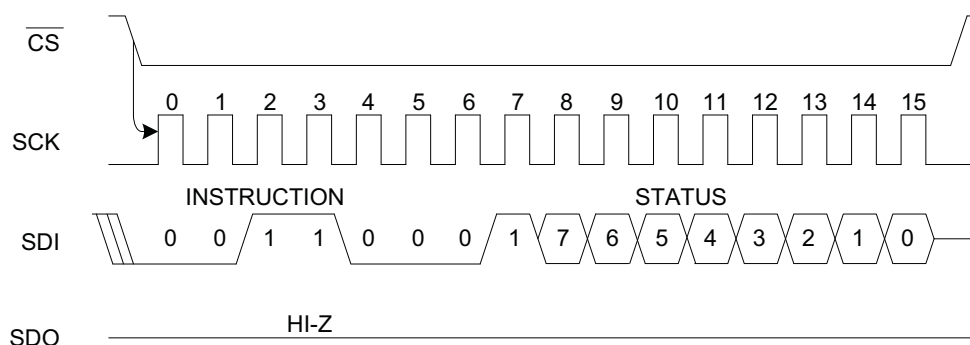 CS
0 1 2 3 4 5 6 7 8 9 10 11 12 13 14 15
SCK
INSTRUCTION STATUS
SDI 0 0 1 1 0 0 0 1 7 6 5 4 3 2 1 0
HI-Z
SDO